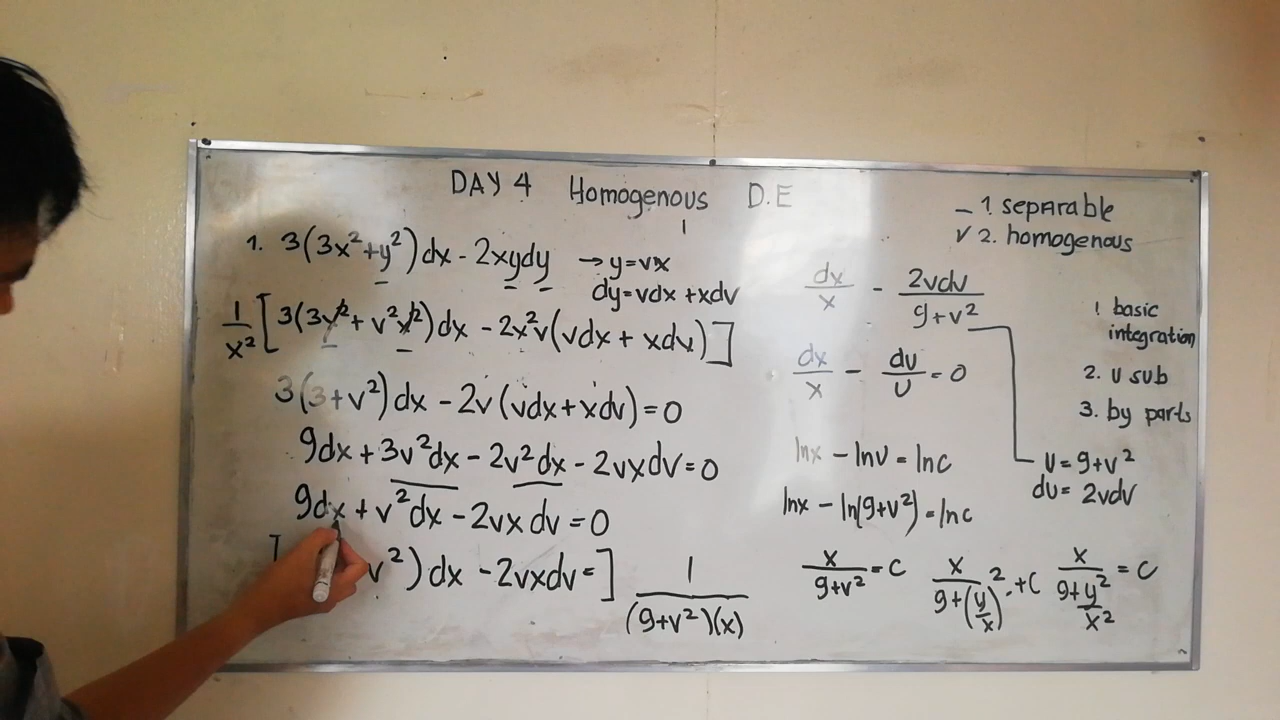 DAY 4 Homogenous D.E
1. 3(3x²+y²)dx - 2xydy → y=vx
dy=vdx +xdv
1/x² [3(3x²+ v²x²)dx - 2x²v(vdx + xdv)]
3(3+v²)dx - 2v(vdx+xdv)=0
9dx+3v²dx - 2v²dx - 2vxdv=0
9dx+v²dx - 2vx dv=0
[ v²)dx - 2vxdv=] 1/(9+v²)(x)
- 1. separable
✓ 2. homogenous
dx/x - 2vdv/9+v²
dx/x - du/u = 0
lnx - lnu = lnc
lnx - ln(9+v²)=lnc
x/9+v² = C
x/9+(y/x)² .+C
x/9+y²/x² = C
1 basic
integration
2. u sub
3. by parts
u=9+v²
du= 2vdv